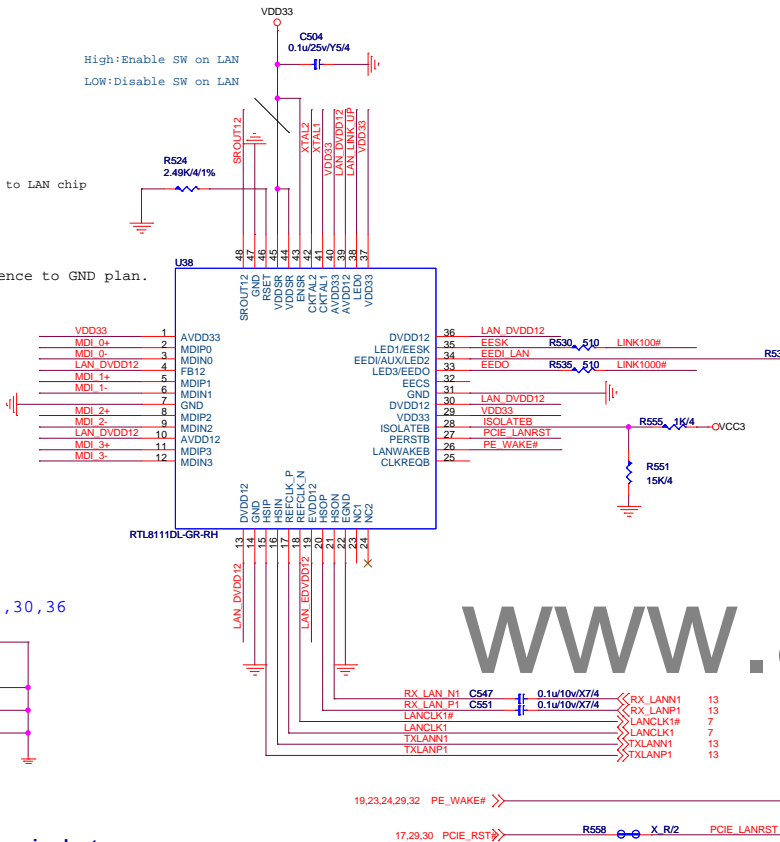 VDD33
C504
0.1u/25v/Y5/4
High:Enable SW on LAN
LOW:Disable SW on LAN
SROUT12
XTAL2
XTAL1
VDD33
LAN_DVDD12
LAN_LINK_UP
VDD33
R524
2.49K/4/1%
to LAN chip
ence to GND plan.
U38
48 47 46 45 44 43 42 41 40 39 38 37
SROUT12
GND
RSET
VDDSR
VDDSR
ENSR
CKTAL2
CKTAL1
AVDD33
AVDD12
LED0
VDD33
VDD33 1 AVDD33
MDI_0+ 2 MDIP0
MDI_0- 3 MDIN0
LAN_DVDD12 4 FB12
MDI_1+ 5 MDIP1
MDI_1- 6 MDIN1
7 GND
MDI_2+ 8 MDIP2
MDI_2- 9 MDIN2
LAN_DVDD12 10 AVDD12
MDI_3+ 11 MDIP3
MDI_3- 12 MDIN3
DVDD12 36 LAN_DVDD12
LED1/EESK 35 EESK R530 510 LINK100#
EEDI/AUX/LED2 34 EEDI_LAN R53
LED3/EEDO 33 EEDO R535 510 LINK1000#
EECS 32
GND 31
DVDD12 30 LAN_DVDD12
VDD33 29 VDD33
ISOLATEB 28 ISOLATEB R555 1K/4 VCC3
PERSTB 27 PCIE_LANRST
LANWAKEB 26 PE_WAKE#
CLKREQB 25
R551
15K/4
DVDD12
GND
HSIP
HSIN
REFCLK_P
REFCLK_N
EVDD12
HSOP
HSON
EGND
NC1
NC2
RTL8111DL-GR-RH
13 14 15 16 17 18 19 20 21 22 23 24
LAN_DVDD12
LAN_EDVDD12
,30,36
www.
RX_LAN_N1 C547 0.1u/10v/X7/4 RX_LANN1 13
RX_LAN_P1 C551 0.1u/10v/X7/4 RX_LANP1 13
LANCLK1# LANCLK1# 7
LANCLK1 LANCLK1 7
TXLANN1 TXLANN1 13
TXLANP1 TXLANP1 13
19,23,24,29,32 PE_WAKE#
17,29,30 PCIE_RST# R558 X_R/2 PCIE_LANRST